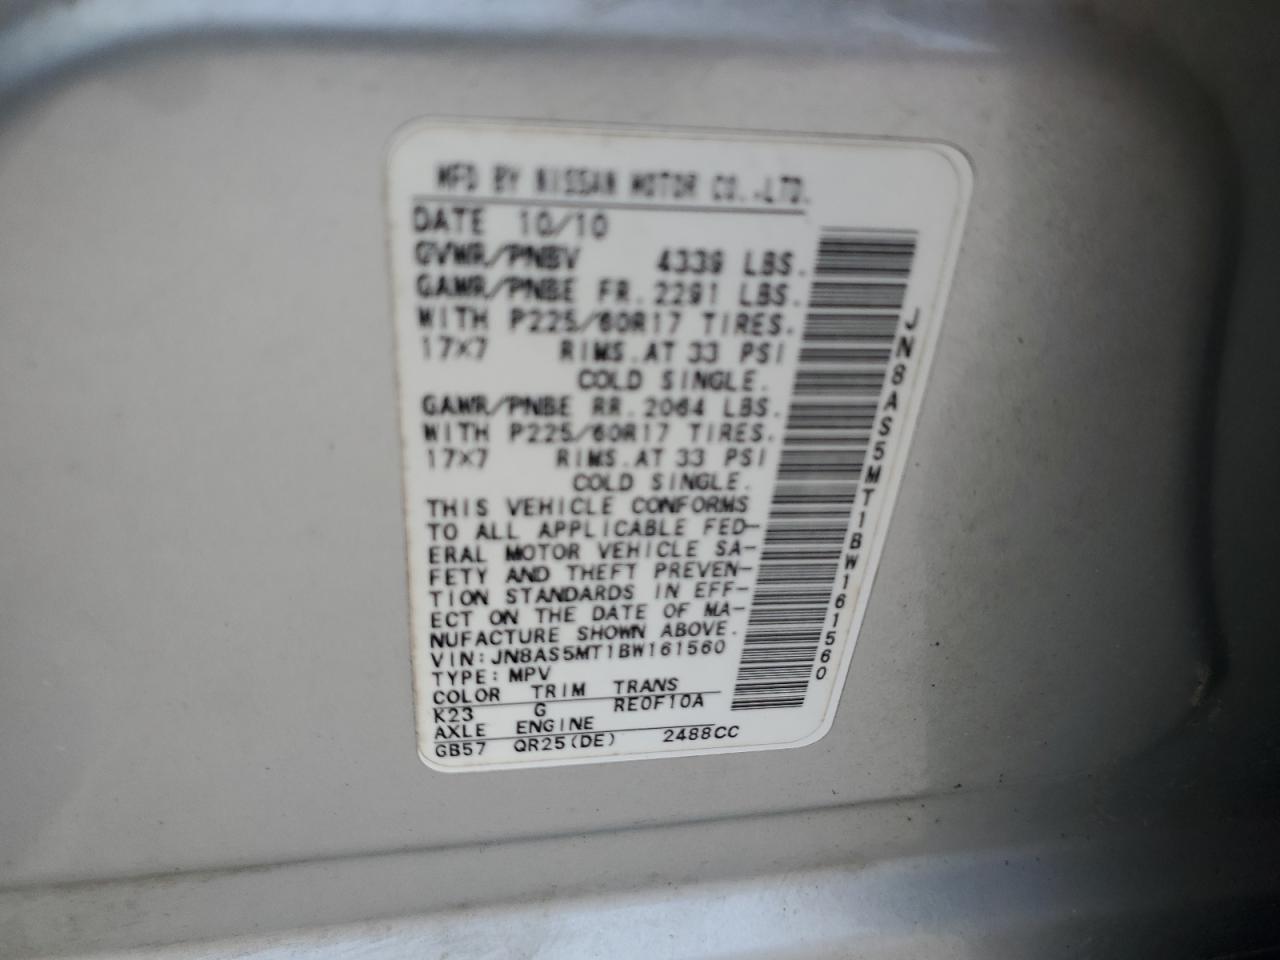 MFD BY NISSAN MOTOR CO.,LTD.
DATE 10/10
GVWR/PNBV 4339 LBS.
GAWR/PNBE FR. 2291 LBS.
WITH P225/60R17 TIRES.
17×7 RIMS. AT 33 PSI
COLD SINGLE.
GAWR/PNBE RR. 2064 LBS.
WITH P225/60R17 TIRES.
17×7 RIMS. AT 33 PSI
COLD SINGLE.
THIS VEHICLE CONFORMS
TO ALL APPLICABLE FED-
ERAL MOTOR VEHICLE SA-
FETY AND THEFT PREVEN-
TION STANDARDS IN EFF-
ECT ON THE DATE OF MA-
NUFACTURE SHOWN ABOVE.
VIN: JN8AS5MT1BW161560
TYPE: MPV
COLOR TRIM TRANS
K23 G RE0F10A
AXLE ENGINE
GB57 QR25(DE) 2488CC
JN8AS5MT1BW161560